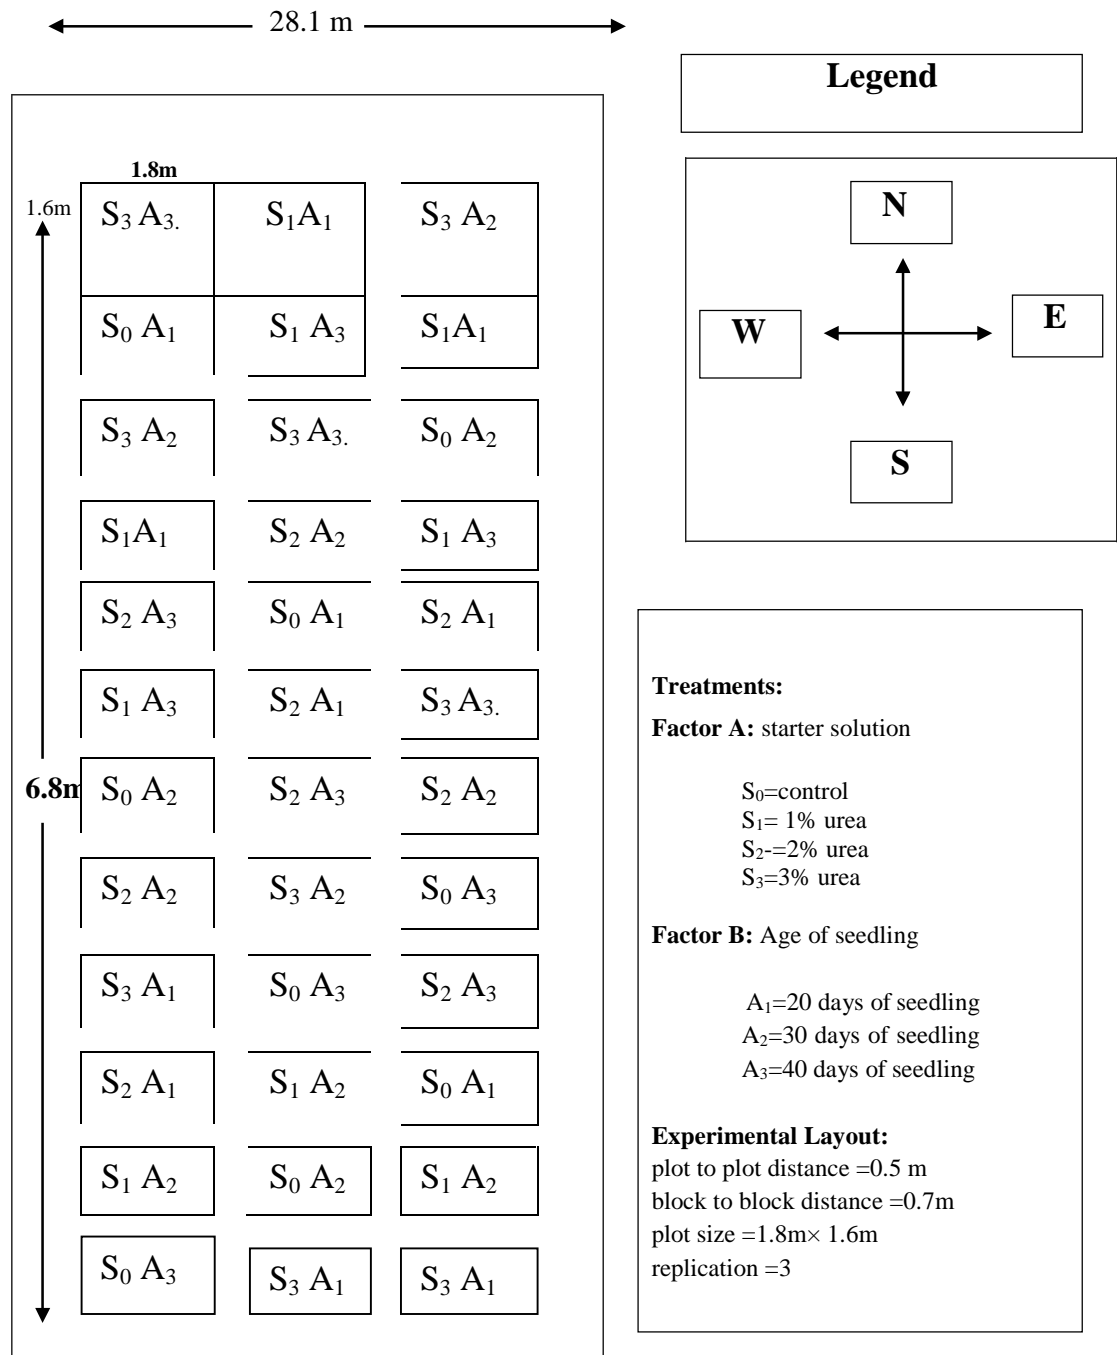 28.1 m
1.8m
1.6m
S₃ A₃. S₁A₁ S₃ A₂
S₀ A₁ S₁ A₃ S₁A₁
S₃ A₂ S₃ A₃. S₀ A₂
S₁A₁ S₂ A₂ S₁ A₃
S₂ A₃ S₀ A₁ S₂ A₁
S₁ A₃ S₂ A₁ S₃ A₃.
6.8m S₀ A₂ S₂ A₃ S₂ A₂
S₂ A₂ S₃ A₂ S₀ A₃
S₃ A₁ S₀ A₃ S₂ A₃
S₂ A₁ S₁ A₂ S₀ A₁
S₁ A₂ S₀ A₂ S₁ A₂
S₀ A₃ S₃ A₁ S₃ A₁
Legend
N
W E
S
Treatments:
Factor A: starter solution
S₀=control
S₁= 1% urea
S₂-=2% urea
S₃=3% urea
Factor B: Age of seedling
A₁=20 days of seedling
A₂=30 days of seedling
A₃=40 days of seedling
Experimental Layout:
plot to plot distance =0.5 m
block to block distance =0.7m
plot size =1.8m× 1.6m
replication =3